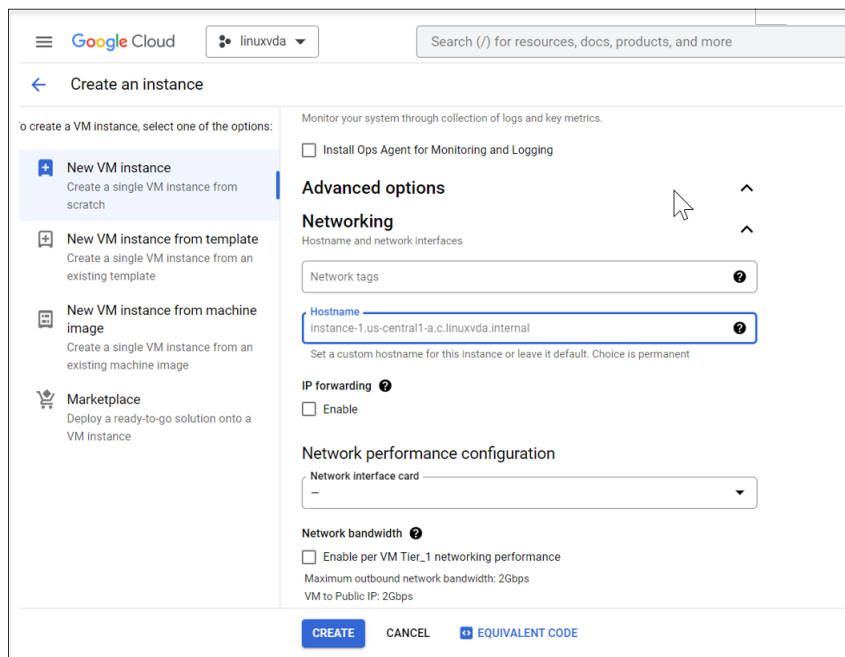 Google Cloud
linuxvda
Search (/) for resources, docs, products, and more
Create an instance
o create a VM instance, select one of the options:
New VM instance
Create a single VM instance from
scratch
New VM instance from template
Create a single VM instance from an
existing template
New VM instance from machine
image
Create a single VM instance from an
existing machine image
Marketplace
Deploy a ready-to-go solution onto a
VM instance
Monitor your system through collection of logs and key metrics.
Install Ops Agent for Monitoring and Logging
Advanced options
Networking
Hostname and network interfaces
Network tags
Hostname
instance-1.us-central1-a.c.linuxvda.internal
Set a custom hostname for this instance or leave it default. Choice is permanent
IP forwarding
Enable
Network performance configuration
Network interface card
–
Network bandwidth
Enable per VM Tier_1 networking performance
Maximum outbound network bandwidth: 2Gbps
VM to Public IP: 2Gbps
CREATE
CANCEL
EQUIVALENT CODE